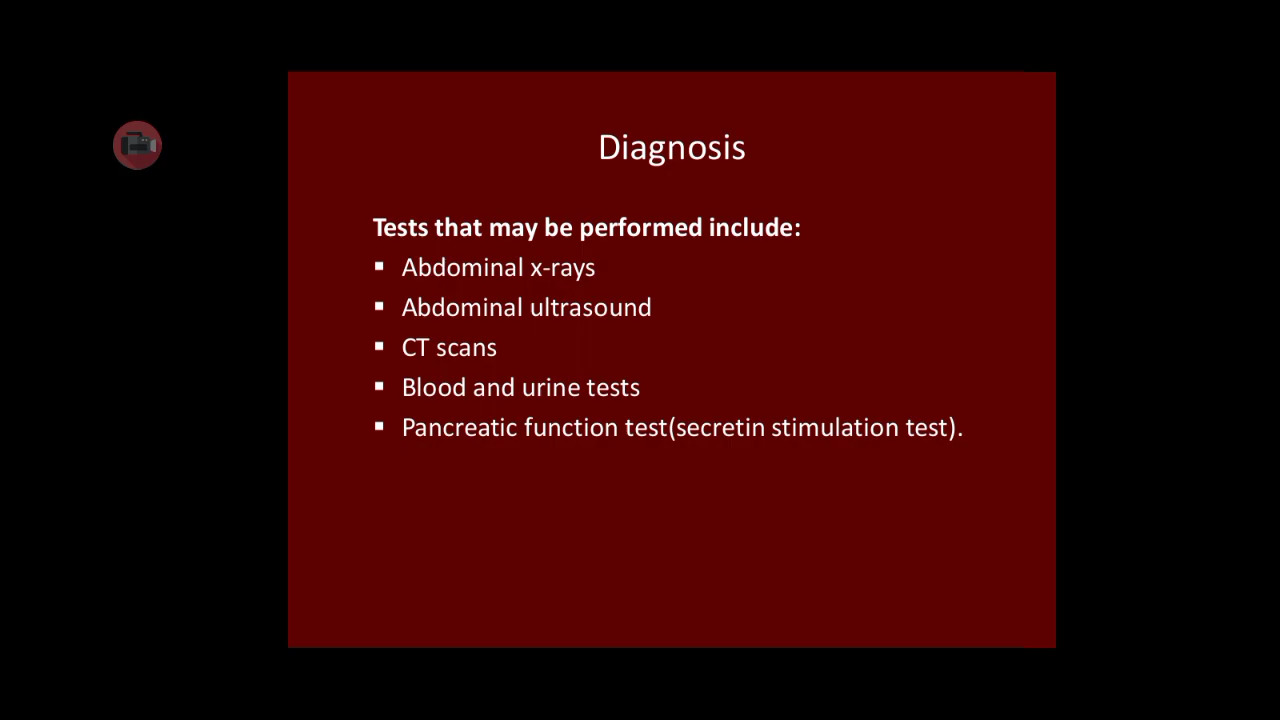 Diagnosis
Tests that may be performed include:
▪ Abdominal x-rays
▪ Abdominal ultrasound
▪ CT scans
▪ Blood and urine tests
▪ Pancreatic function test(secretin stimulation test).